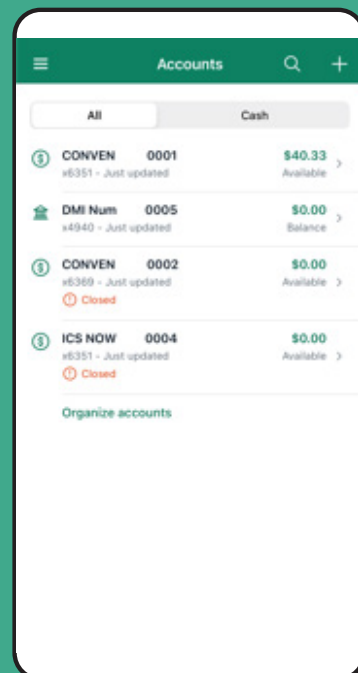 Accounts
All Cash
CONVEN 0001 $40.33
x6351 - Just updated Available
DMI Num 0005 $0.00
x4940 - Just updated Balance
CONVEN 0002 $0.00
x6369 - Just updated Available
Closed
ICS NOW 0004 $0.00
x6351 - Just updated Available
Closed
Organize accounts